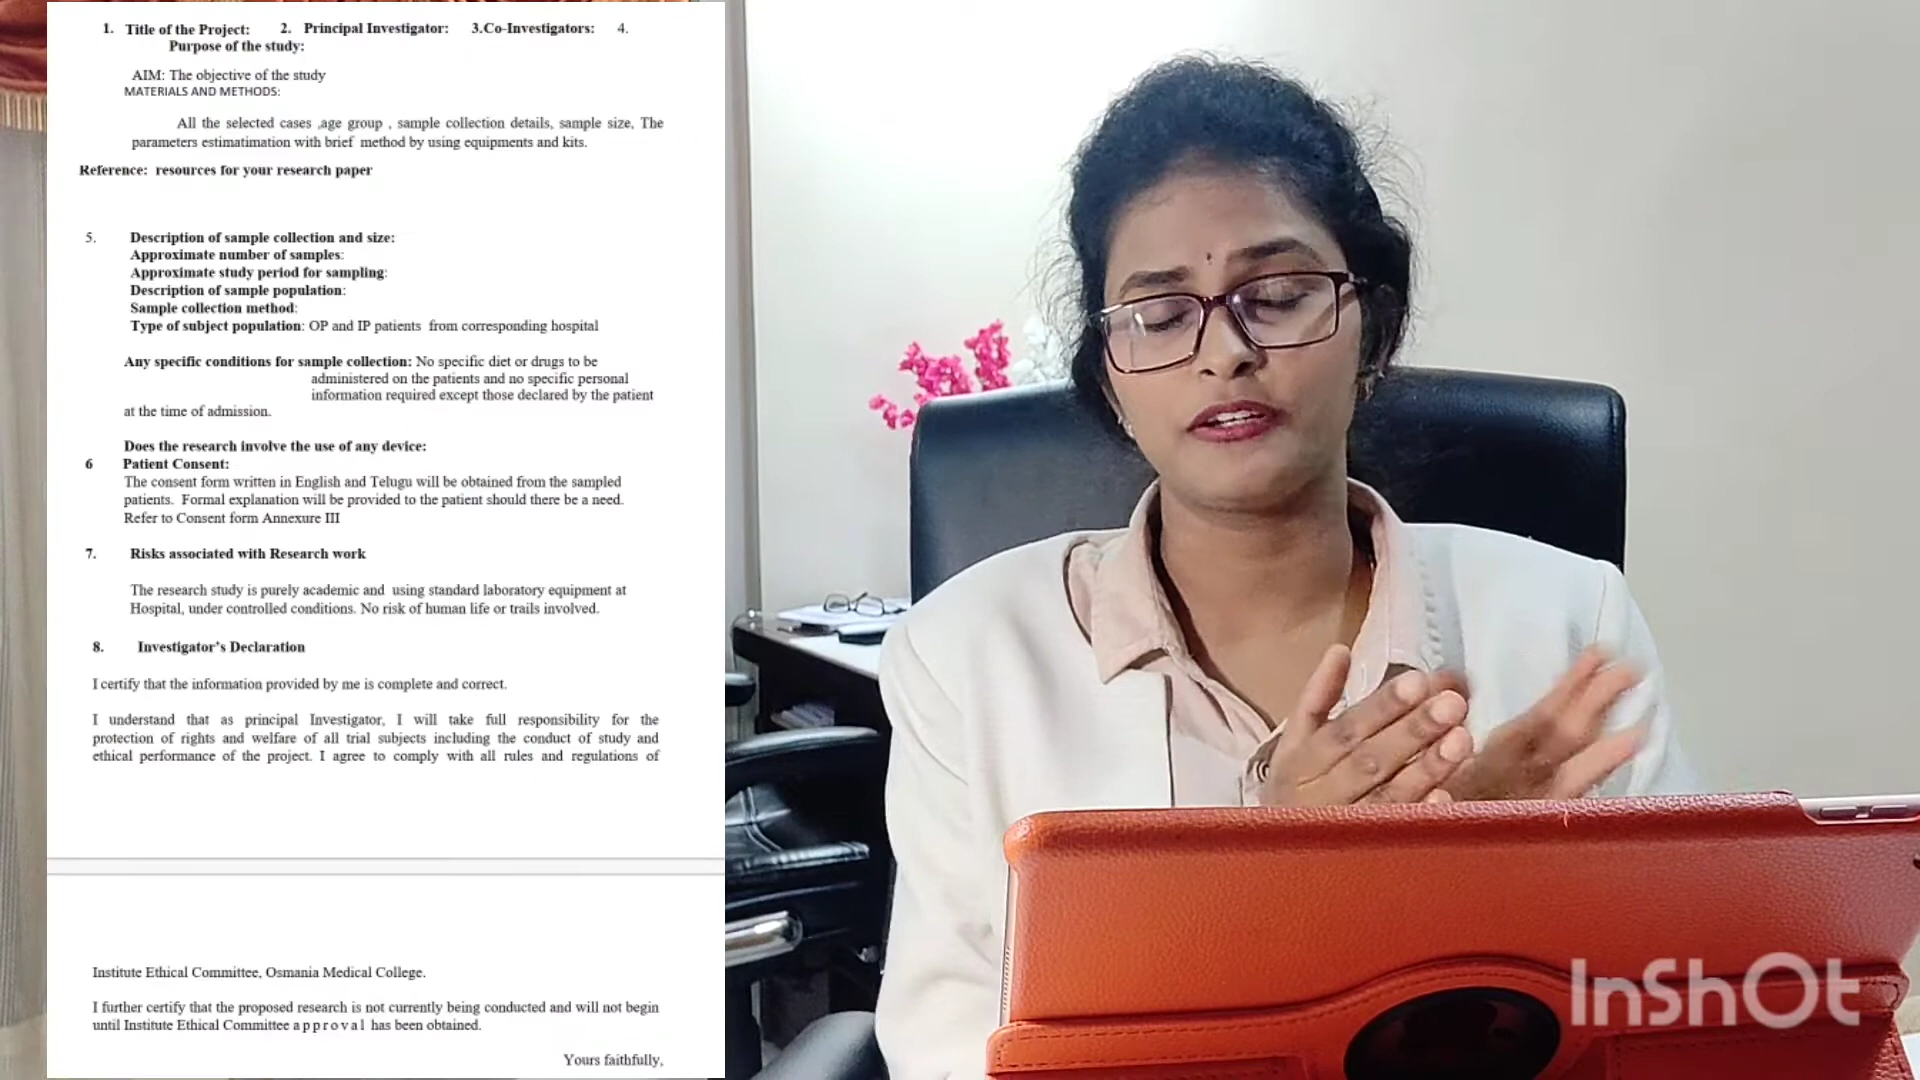 1. Title of the Project: 2. Principal Investigator: 3.Co-Investigators: 4.
Purpose of the study:
AIM: The objective of the study
MATERIALS AND METHODS:
All the selected cases ,age group , sample collection details, sample size, The
parameters estimatimation with brief method by using equipments and kits.
Reference: resources for your research paper
5. Description of sample collection and size:
Approximate number of samples:
Approximate study period for sampling:
Description of sample population:
Sample collection method:
Type of subject population: OP and IP patients from corresponding hospital
Any specific conditions for sample collection: No specific diet or drugs to be
administered on the patients and no specific personal
information required except those declared by the patient
at the time of admission.
Does the research involve the use of any device:
6 Patient Consent:
The consent form written in English and Telugu will be obtained from the sampled
patients. Formal explanation will be provided to the patient should there be a need.
Refer to Consent form Annexure III
7. Risks associated with Research work
The research study is purely academic and using standard laboratory equipment at
Hospital, under controlled conditions. No risk of human life or trails involved.
8. Investigator's Declaration
I certify that the information provided by me is complete and correct.
I understand that as principal Investigator, I will take full responsibility for the
protection of rights and welfare of all trial subjects including the conduct of study and
ethical performance of the project. I agree to comply with all rules and regulations of
Institute Ethical Committee, Osmania Medical College.
I further certify that the proposed research is not currently being conducted and will not begin
until Institute Ethical Committee a p p r o v a l has been obtained.
Yours faithfully,
InShOt